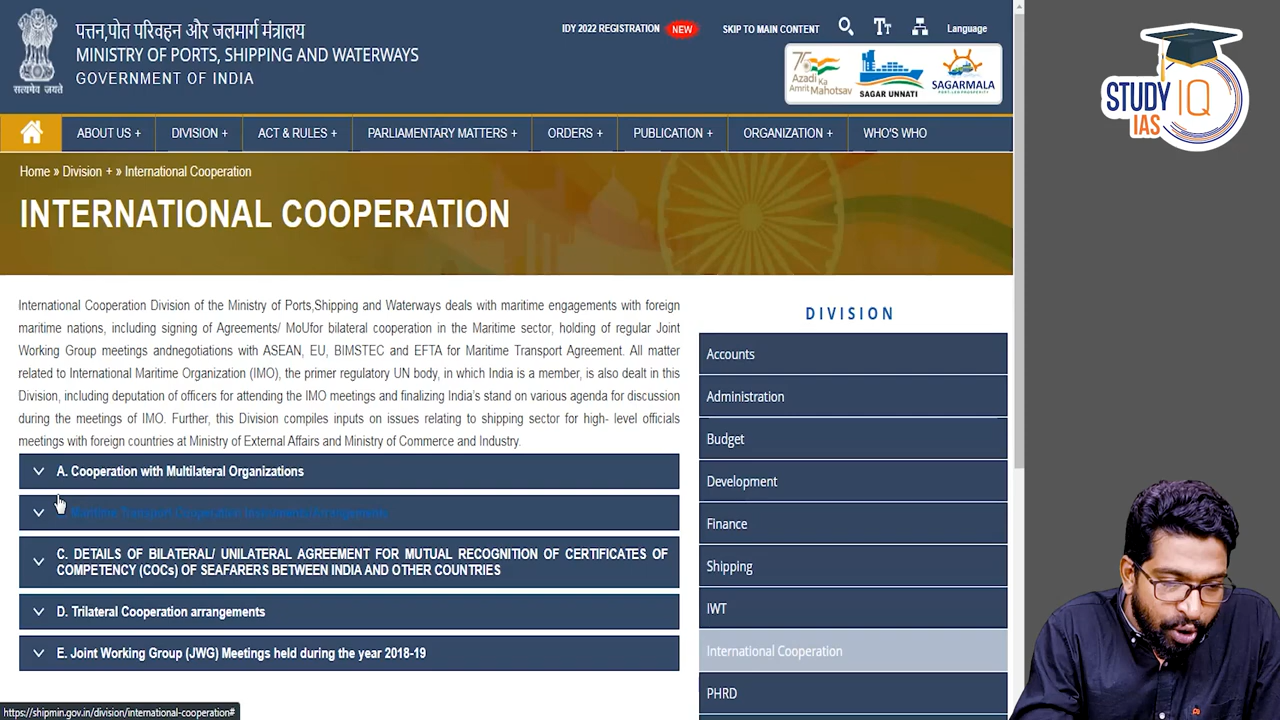 पत्तन,पोत परिवहन और जलमार्ग मंत्रालय
MINISTRY OF PORTS, SHIPPING AND WATERWAYS
GOVERNMENT OF INDIA
सत्यमेव जयते
IDY 2022 REGISTRATION NEW
SKIP TO MAIN CONTENT
Tт
Language
75 Azadi Ka Amrit Mahotsav
SAGAR UNNATI
SAGARMALA
STUDY IQ
IAS
ABOUT US + DIVISION + ACT & RULES + PARLIAMENTARY MATTERS + ORDERS + PUBLICATION + ORGANIZATION + WHO'S WHO
Home » Division + » International Cooperation
INTERNATIONAL COOPERATION
International Cooperation Division of the Ministry of Ports,Shipping and Waterways deals with maritime engagements with foreign
maritime nations, including signing of Agreements/ MoUfor bilateral cooperation in the Maritime sector, holding of regular Joint
Working Group meetings andnegotiations with ASEAN, EU, BIMSTEC and EFTA for Maritime Transport Agreement. All matter
related to International Maritime Organization (IMO), the primer regulatory UN body, in which India is a member, is also dealt in this
Division, including deputation of officers for attending the IMO meetings and finalizing India's stand on various agenda for discussion
during the meetings of IMO. Further, this Division compiles inputs on issues relating to shipping sector for high- level officials
meetings with foreign countries at Ministry of External Affairs and Ministry of Commerce and Industry.
A. Cooperation with Multilateral Organizations
Maritime Transport Cooperation
C. DETAILS OF BILATERAL/ UNILATERAL AGREEMENT FOR MUTUAL RECOGNITION OF CERTIFICATES OF
COMPETENCY (COCs) OF SEAFARERS BETWEEN INDIA AND OTHER COUNTRIES
D. Trilateral Cooperation arrangements
E. Joint Working Group (JWG) Meetings held during the year 2018-19
DIVISION
Accounts
Administration
Budget
Development
Finance
Shipping
IWT
International Cooperation
PHRD
https://shipmin.gov.in/division/international-cooperation#